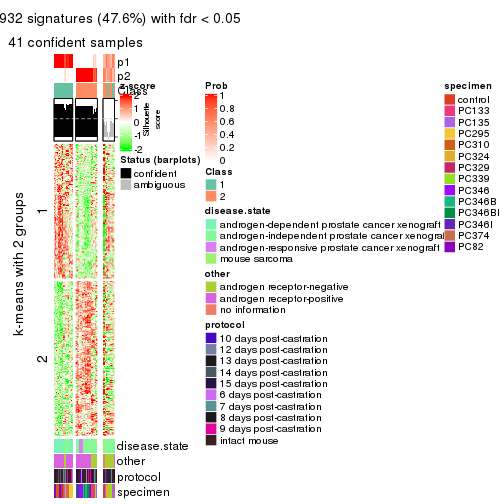 932 signatures (47.6%) with fdr < 0.05
41 confident samples
p1
p2
Class
z-score
2
1
0
-1
-2
Silhouette
score
Status (barplots)
confident
ambiguous
k-means with 2 groups
1
2
disease.state
other
protocol
specimen
Prob
1
0.8
0.6
0.4
0.2
0
Class
1
2
disease.state
androgen-dependent prostate cancer xenograft
androgen-independent prostate cancer xenograft
androgen-responsive prostate cancer xenograft
mouse sarcoma
other
androgen receptor-negative
androgen receptor-positive
no information
protocol
10 days post-castration
12 days post-castration
13 days post-castration
14 days post-castration
15 days post-castration
6 days post-castration
7 days post-castration
8 days post-castration
9 days post-castration
intact mouse
specimen
control
PC133
PC135
PC295
PC310
PC324
PC329
PC339
PC346
PC346B
PC346BI
PC346I
PC374
PC82